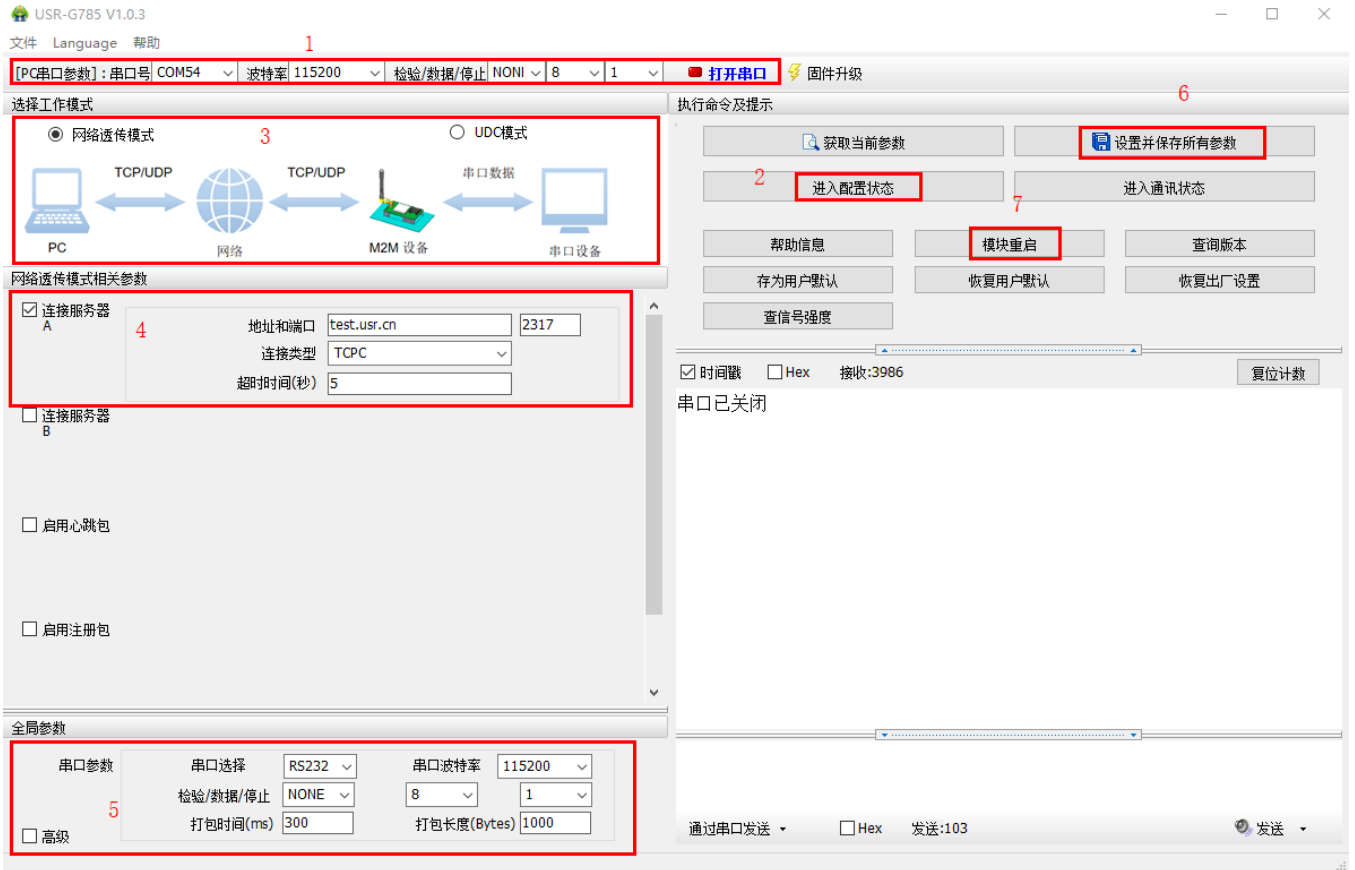 USR-G785 V1.0.3
文件 Language 帮助
1
[PC串口参数]：串口号 COM54 波特率 115200 检验/数据/停止 NONI 8 1 打开串口 固件升级
选择工作模式
网络透传模式 3 UDC模式
TCP/UDP TCP/UDP 串口数据
PC 网络 M2M 设备 串口设备
网络透传模式相关参数
连接服务器
A
4
地址和端口 test.usr.cn 2317
连接类型 TCPC
超时时间(秒) 5
连接服务器
B
启用心跳包
启用注册包
全局参数
串口参数 串口选择 RS232 串口波特率 115200
检验/数据/停止 NONE 8 1
5
打包时间(ms) 300 打包长度(Bytes) 1000
高级
执行命令及提示
6
获取当前参数 设置并保存所有参数
2 进入配置状态 进入通讯状态
7
帮助信息 模块重启 查询版本
存为用户默认 恢复用户默认 恢复出厂设置
查信号强度
时间戳 Hex 接收:3986 复位计数
串口已关闭
通过串口发送 Hex 发送:103 发送